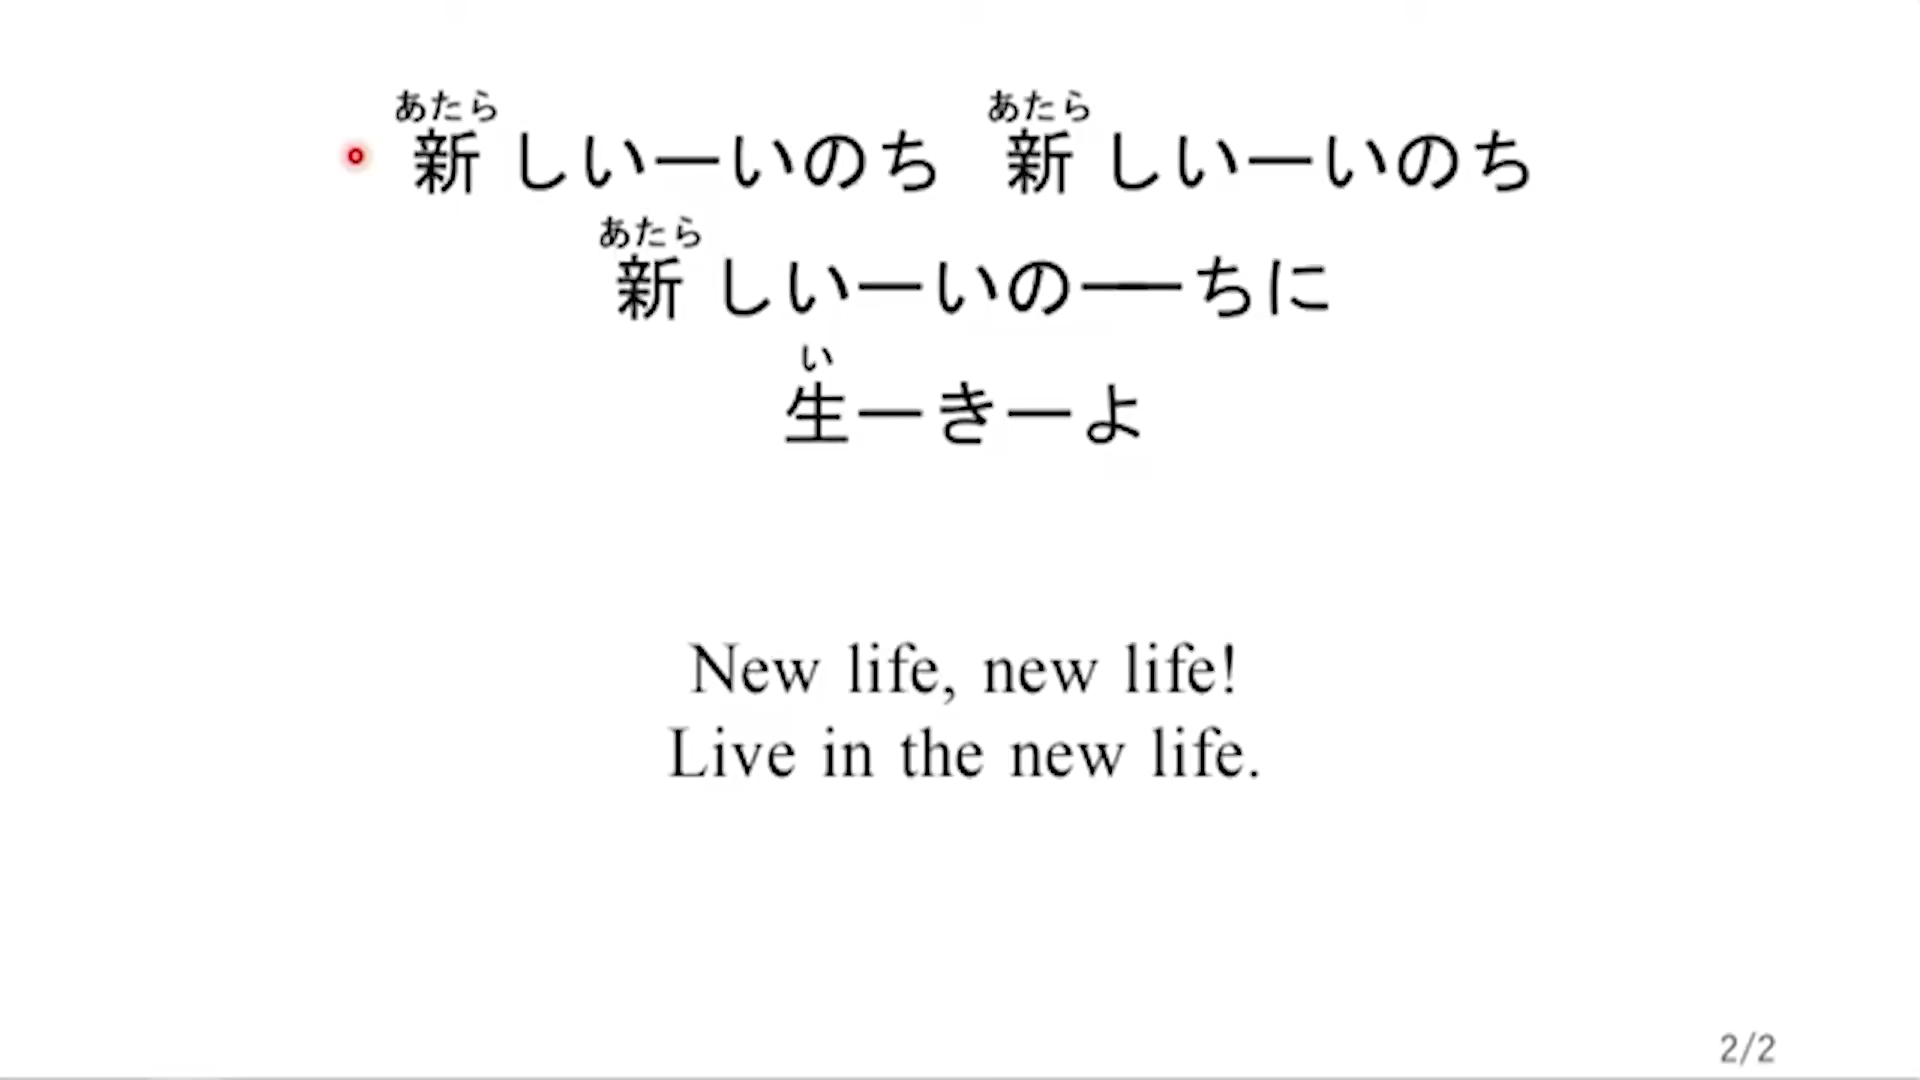 あたら あたら
新しいーいのち 新しいーいのち
あたら
新しいーいのーーちに
い
生ーきーよ
New life, new life!
Live in the new life.
2/2